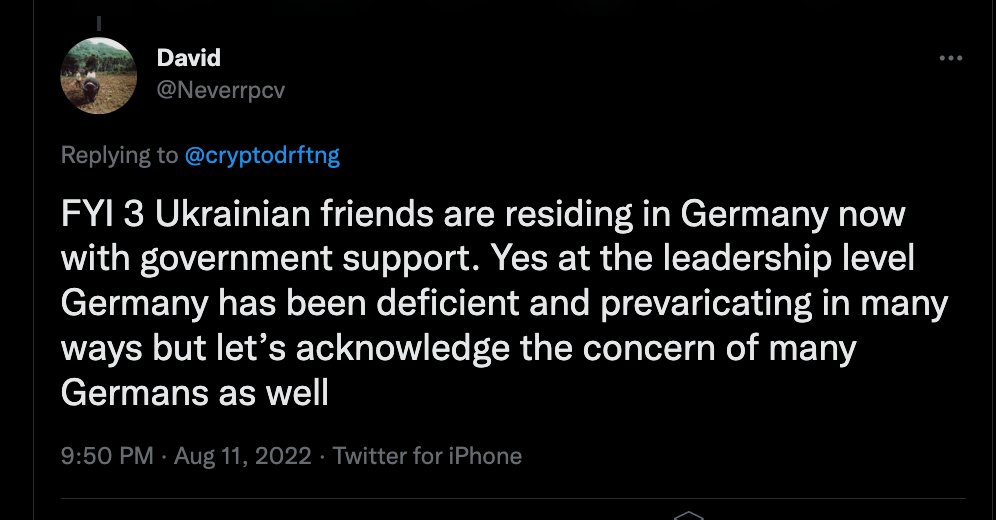 David
@Neverrpcv
Replying to @cryptodrftng
FYI 3 Ukrainian friends are residing in Germany now
with government support. Yes at the leadership level
Germany has been deficient and prevaricating in many
ways but let’s acknowledge the concern of many
Germans as well
9:50 PM · Aug 11, 2022 · Twitter for iPhone